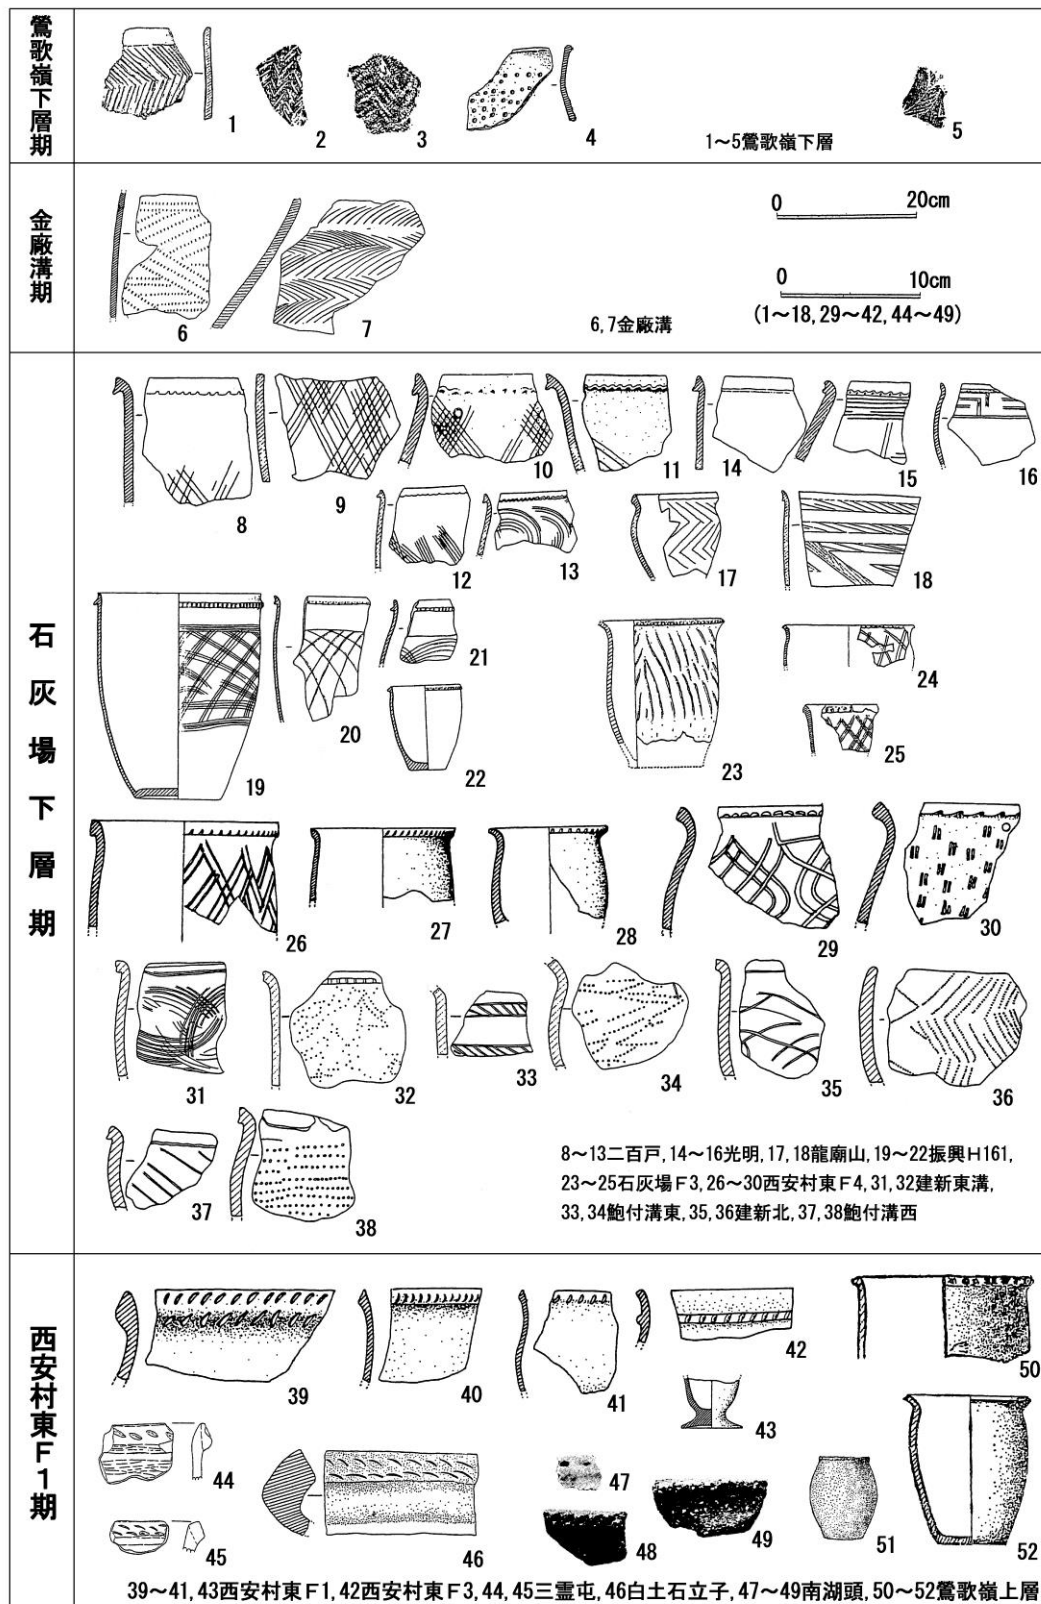 鶯歌嶺下層期
1 2 3 4 5
1～5鶯歌嶺下層
金廠溝期
6 7
6,7金廠溝
0 20cm
0 10cm
(1～18,29～42,44～49)
石灰場下層期
8 9 10 11 14 15 16
12 13 17 18
19 20 21 22 23 24 25
26 27 28 29 30
31 32 33 34 35 36
37 38
8～13二百戸,14～16光明,17,18龍廟山,19～22振興H161,
23～25石灰場F3,26～30西安村東F4,31,32建新東溝,
33,34鮑付溝東,35,36建新北,37,38鮑付溝西
西安村東F1期
39 40 41 42 50
43
44 45 46 47 48 49 51 52
39～41,43西安村東F1,42西安村東F3,44,45三霊屯,46白土石立子,47～49南湖頭,50～52鶯歌嶺上層